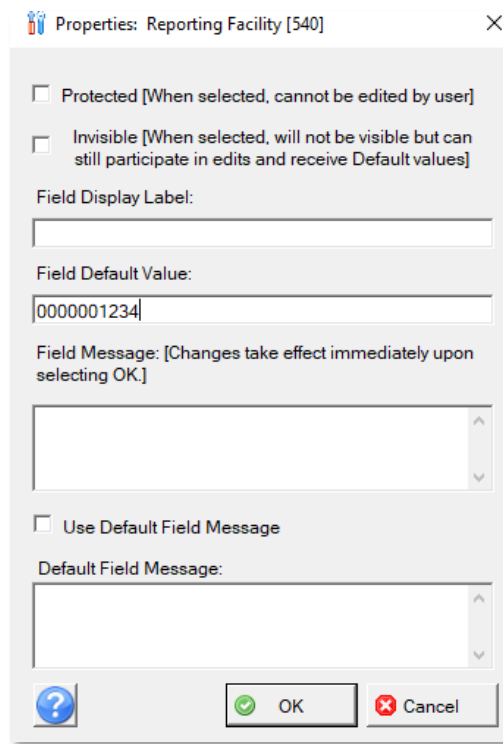 Properties: Reporting Facility [540]
Protected [When selected, cannot be edited by user]
Invisible [When selected, will not be visible but can
still participate in edits and receive Default values]
Field Display Label:
Field Default Value:
0000001234
Field Message: [Changes take effect immediately upon
selecting OK.]
Use Default Field Message
Default Field Message:
? OK Cancel